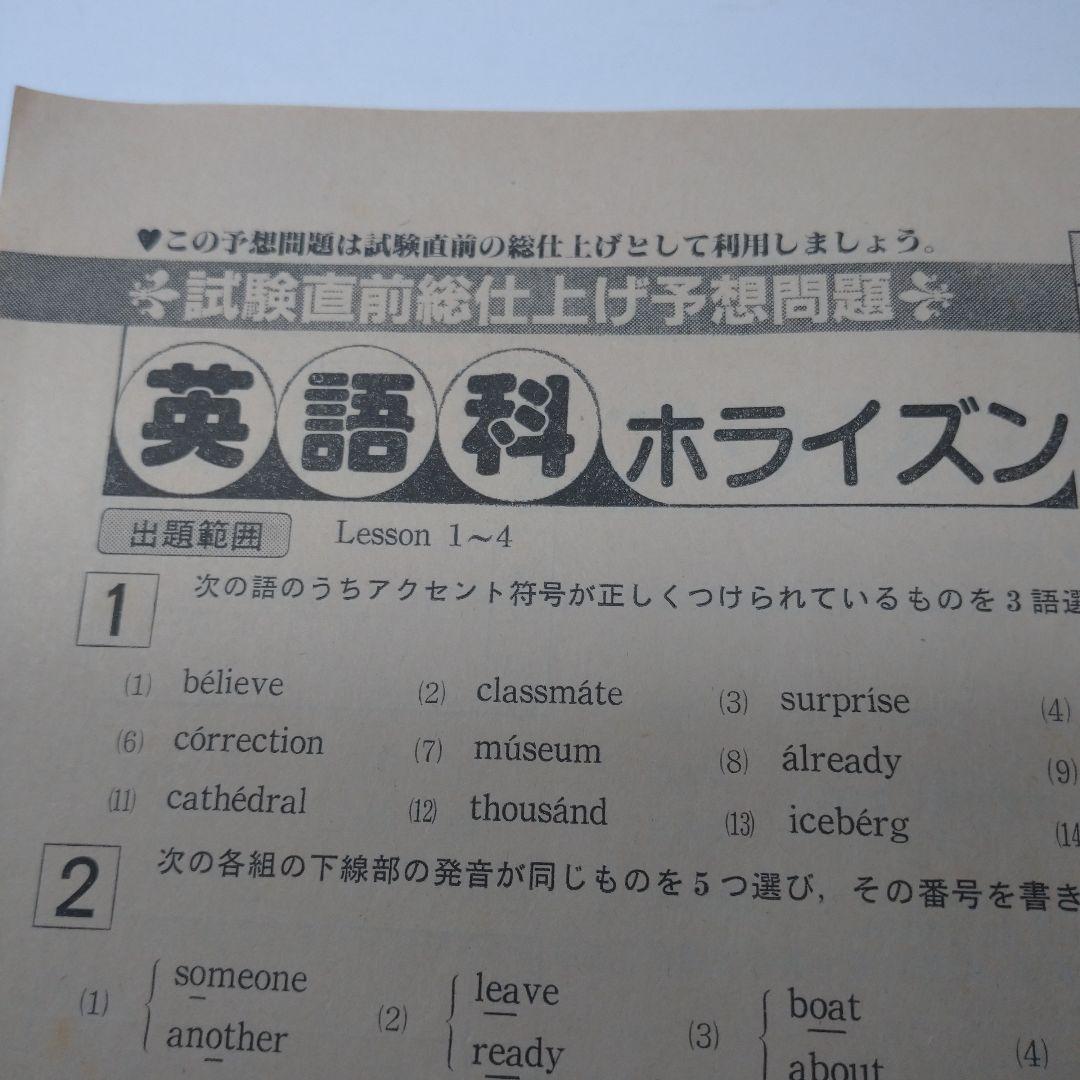 ♥この予想問題は試験直前の総仕上げとして利用しましょう。
試験直前総仕上げ予想問題
英語科 ホライズン
出題範囲 Lesson 1~4
1 次の語のうちアクセント符号が正しくつけられているものを3語選
(1) bélieve (2) classmáte (3) surpríse (4)
(6) córrection (7) múseum (8) álready (9)
(11) cathédral (12) thousánd (13) icebérg (14
2 次の各組の下線部の発音が同じものを5つ選び,その番号を書き
(1) someone (2) leave (3) boat (4)
another ready about